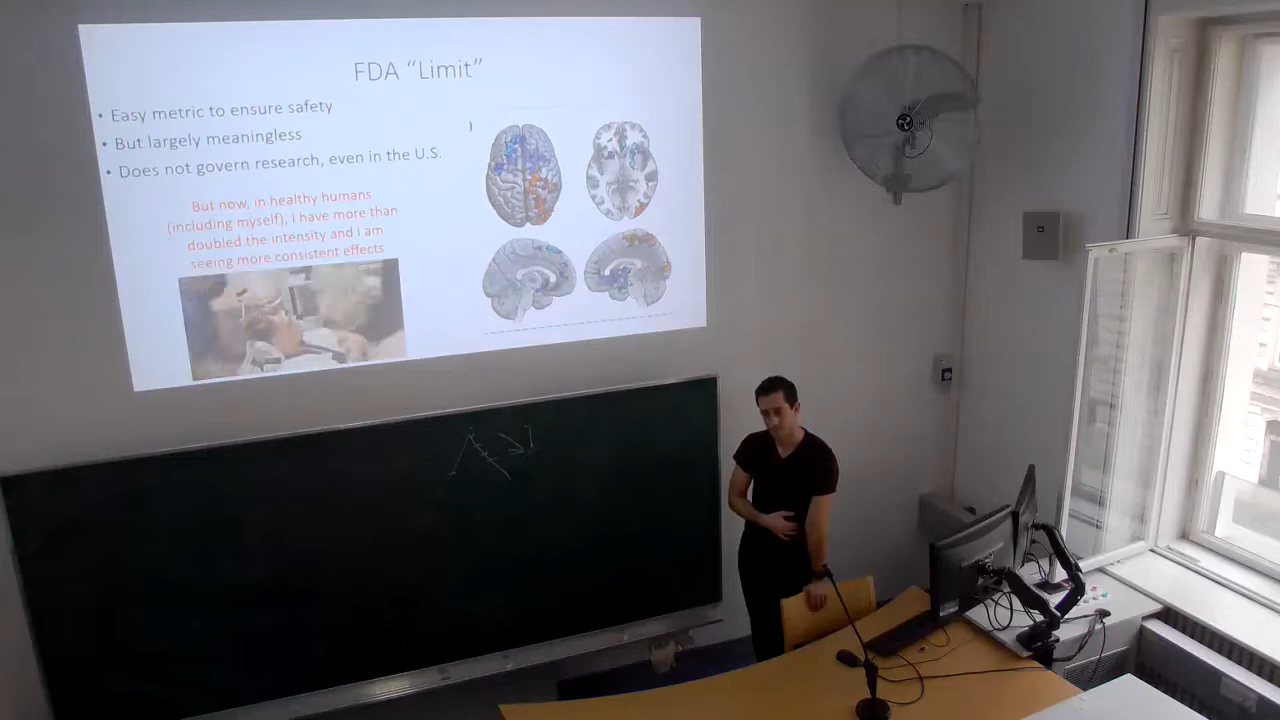 FDA “Limit”
• Easy metric to ensure safety
• But largely meaningless
• Does not govern research, even in the U.S.
But now, in healthy humans
(including myself), I have more than
doubled the intensity and I am
seeing more consistent effects
)